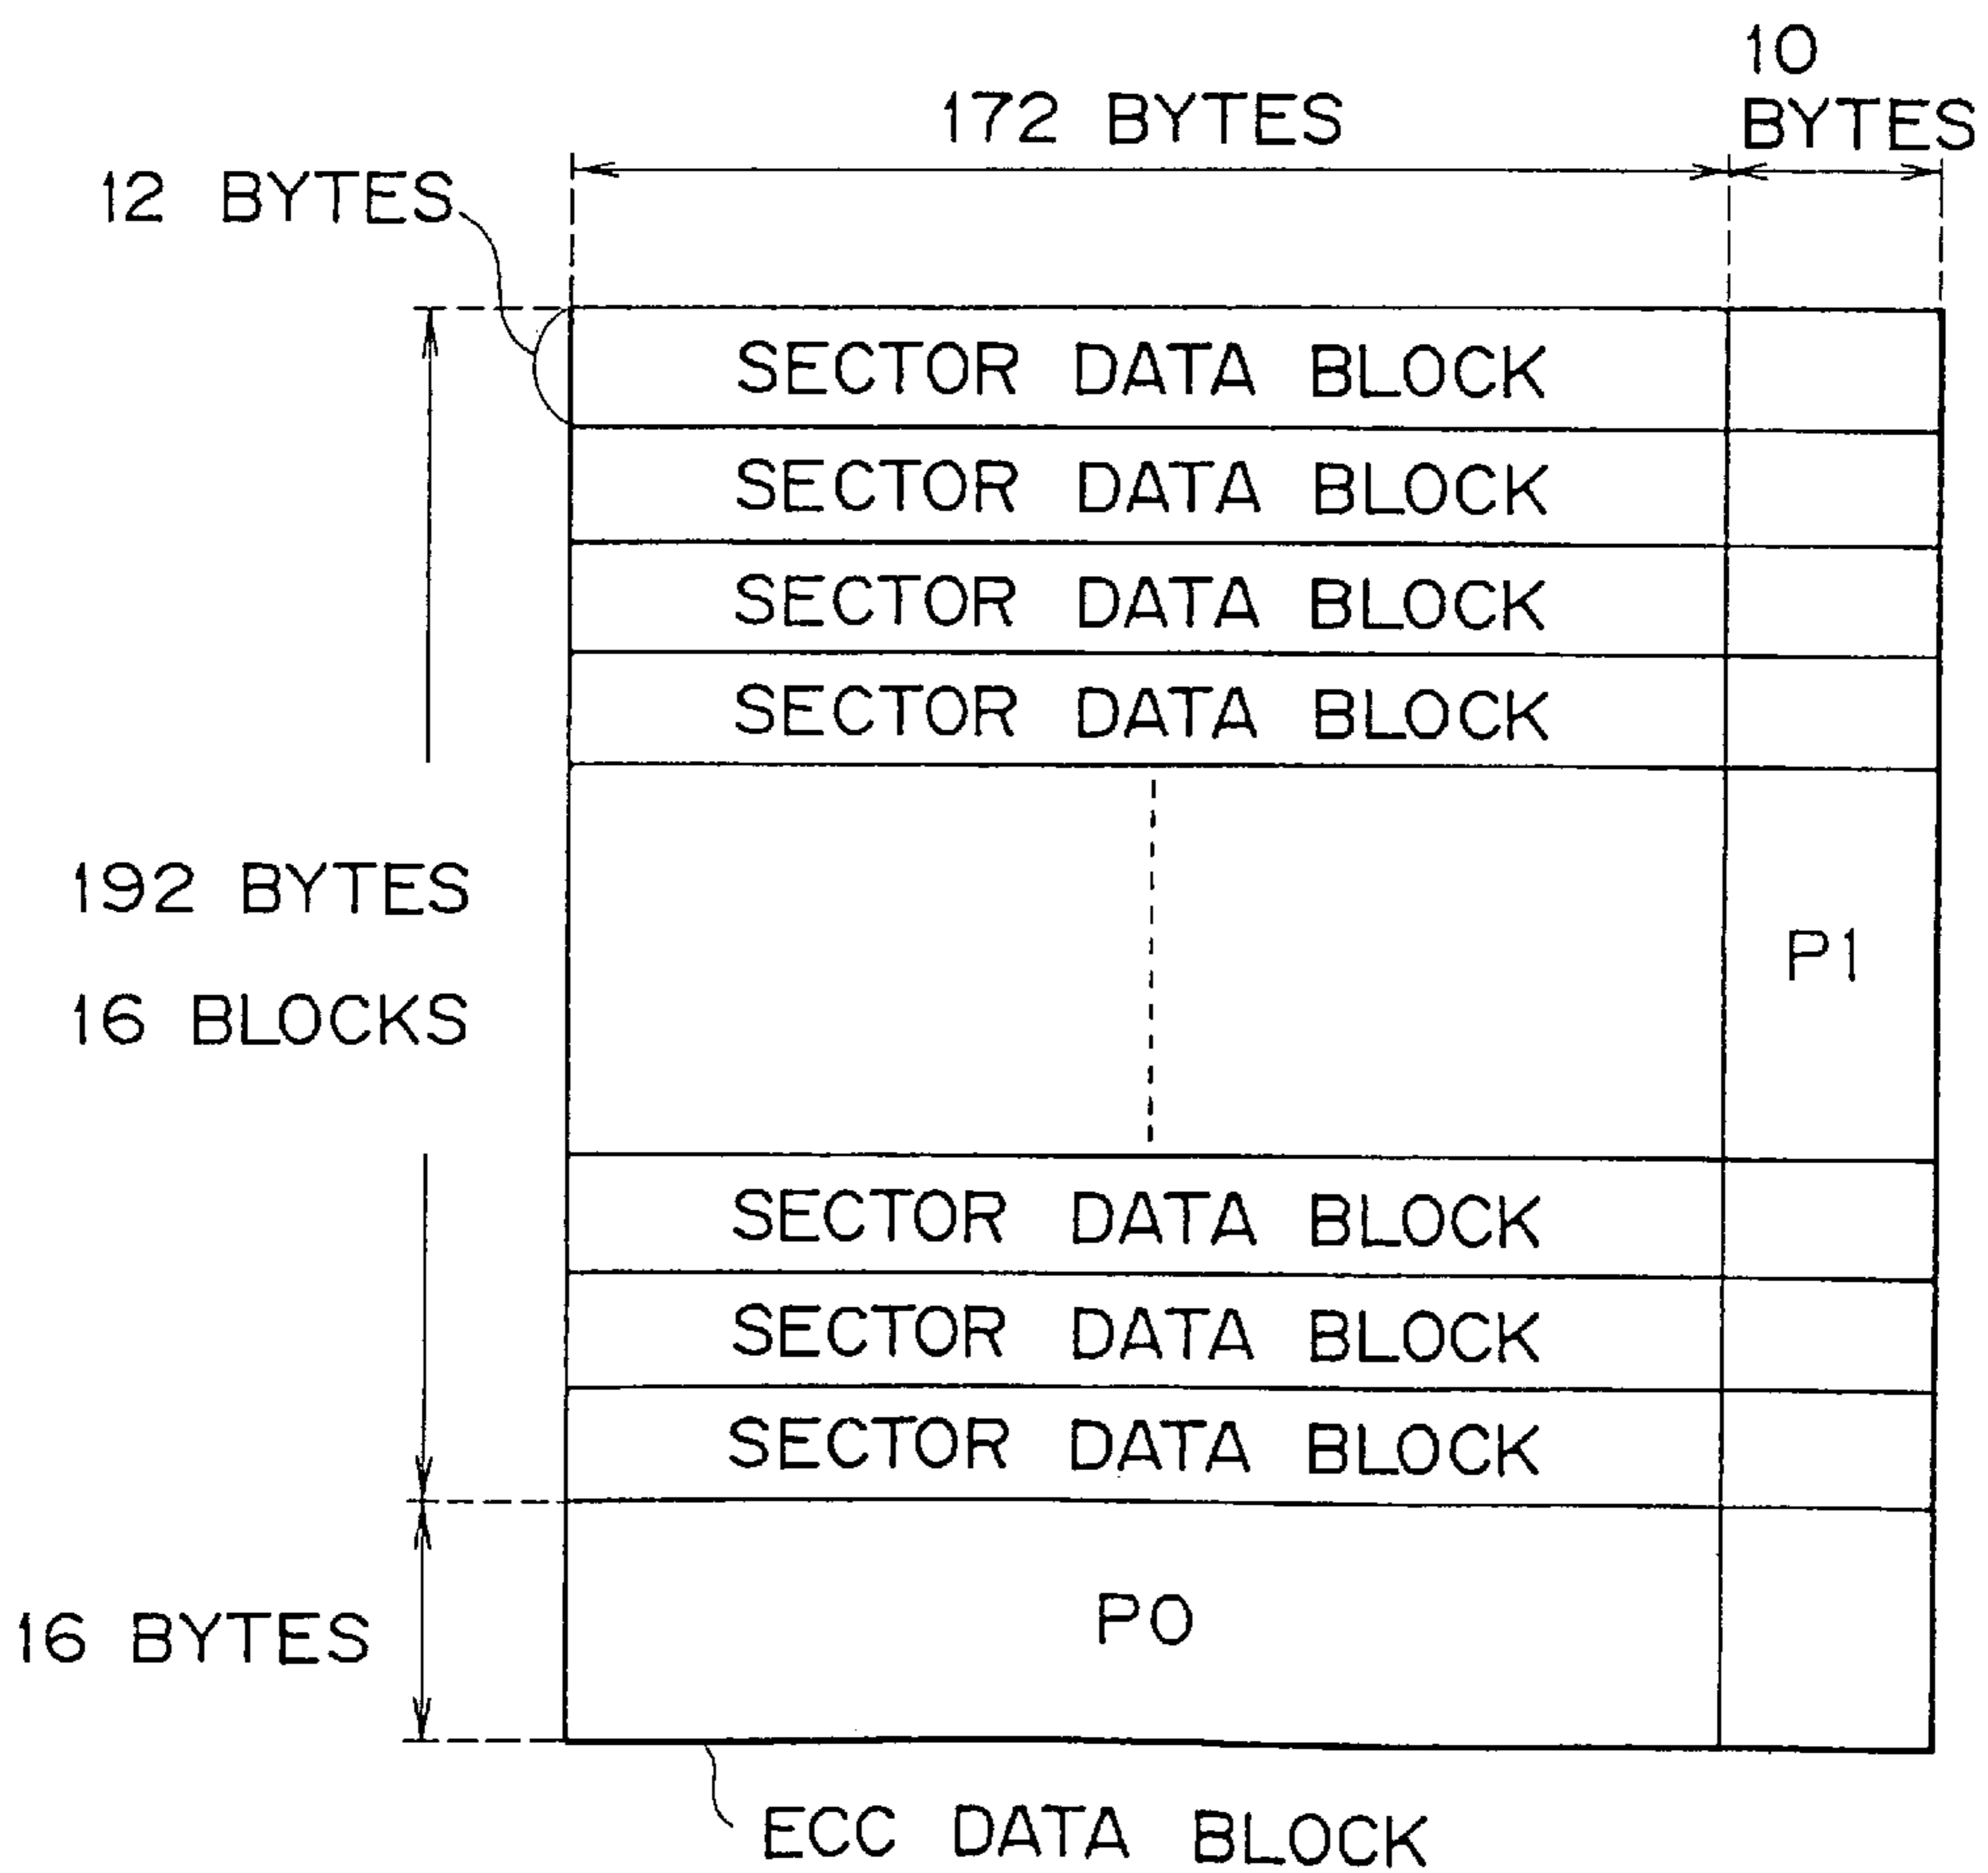 10
BYTES
172 BYTES
12 BYTES
SECTOR DATA BLOCK
SECTOR DATA BLOCK
SECTOR DATA BLOCK
SECTOR DATA BLOCK
192 BYTES
16 BLOCKS
P1
SECTOR DATA BLOCK
SECTOR DATA BLOCK
SECTOR DATA BLOCK
16 BYTES
PO
ECC DATA BLOCK